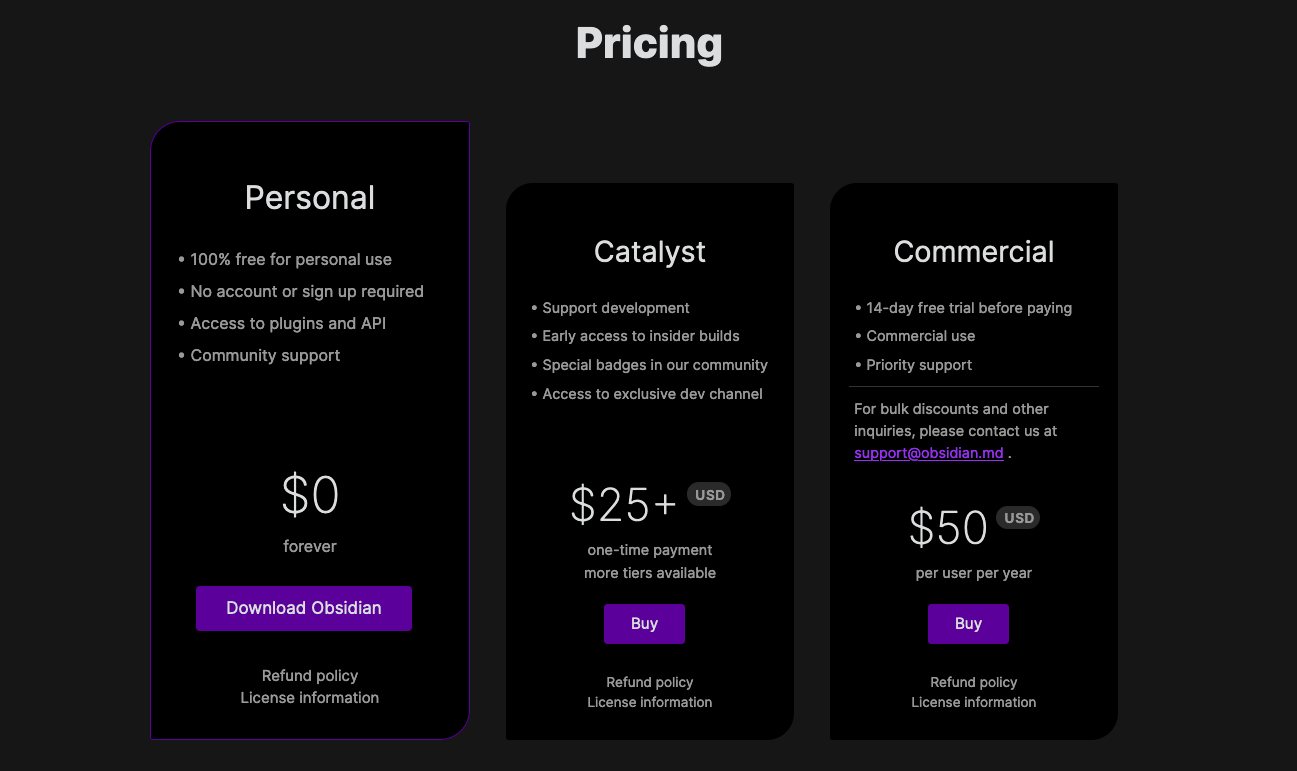 Pricing
Personal
• 100% free for personal use
• No account or sign up required
• Access to plugins and API
• Community support
$0
forever
Download Obsidian
Refund policy
License information
Catalyst
• Support development
• Early access to insider builds
• Special badges in our community
• Access to exclusive dev channel
$25+ USD
one-time payment
more tiers available
Buy
Refund policy
License information
Commercial
• 14-day free trial before paying
• Commercial use
• Priority support
For bulk discounts and other
inquiries, please contact us at
support@obsidian.md .
$50 USD
per user per year
Buy
Refund policy
License information